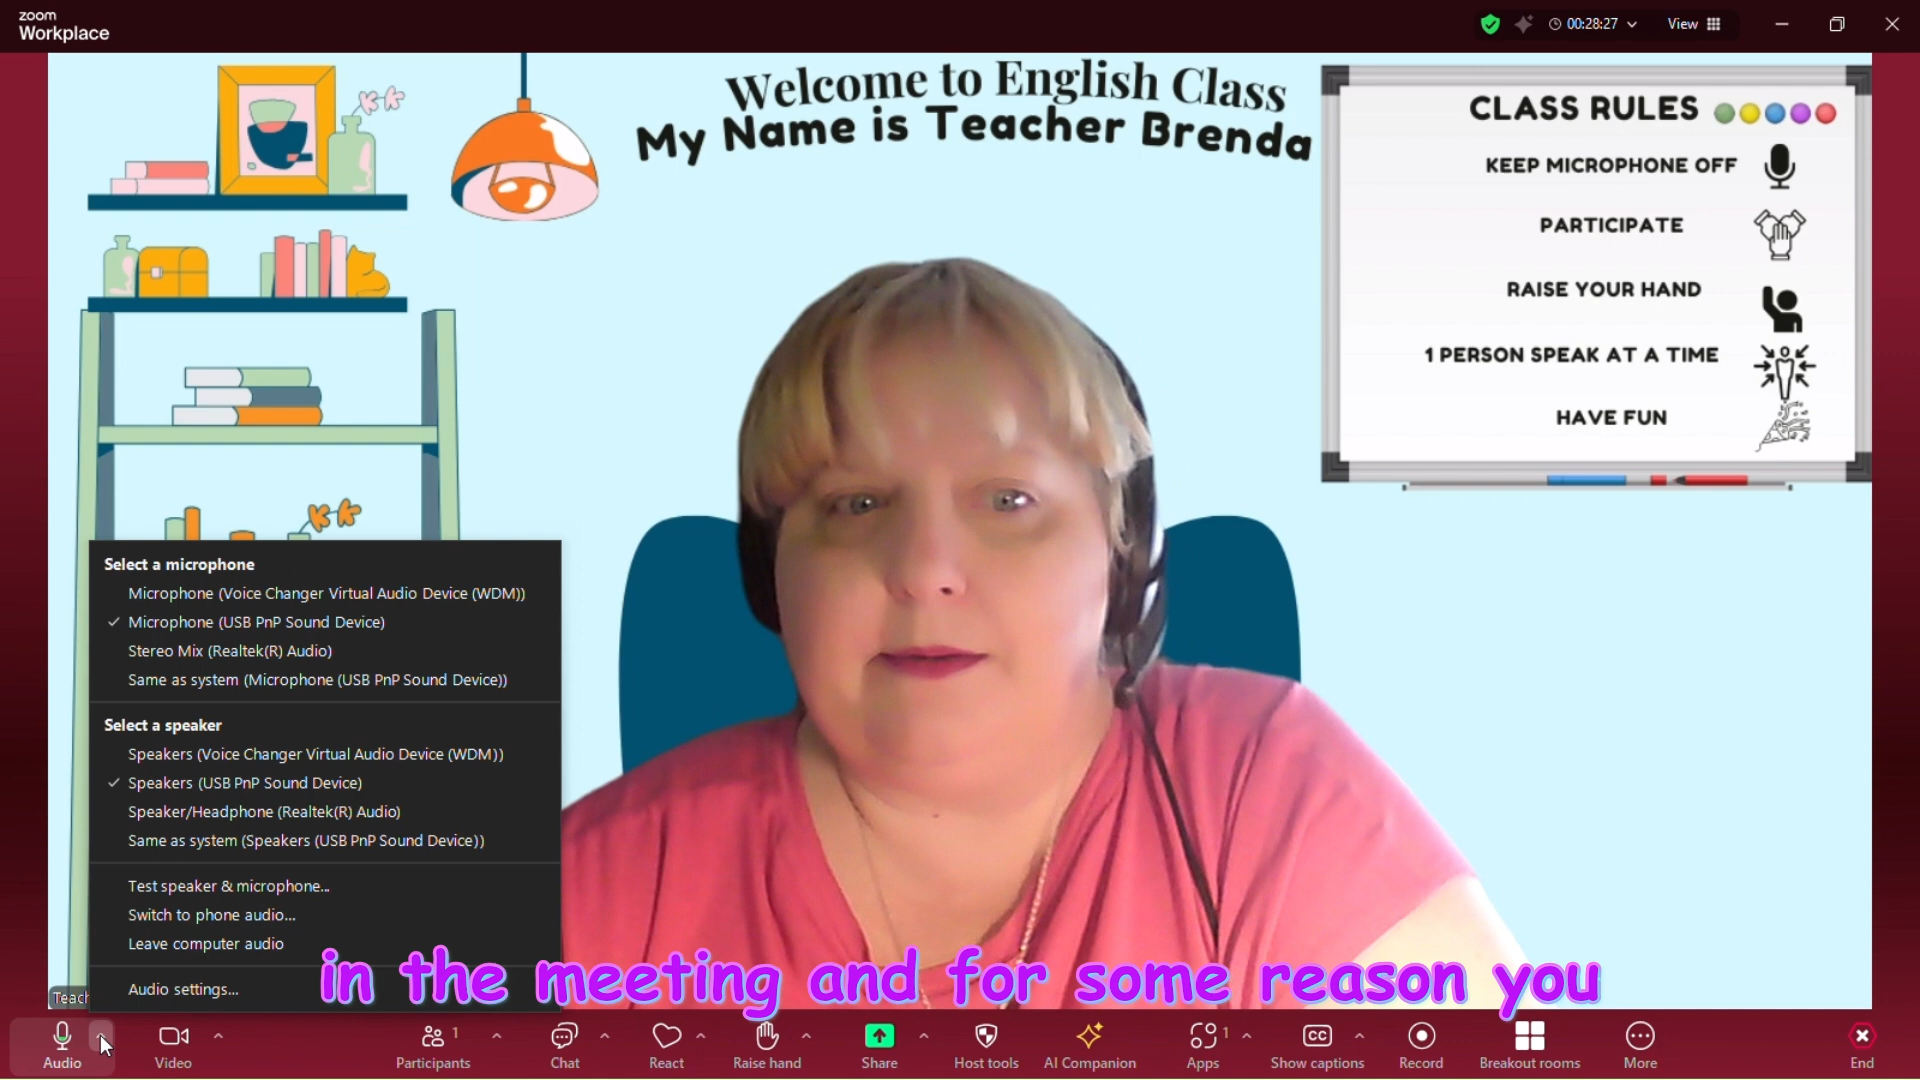 zoom
Workplace
00:28:27
View
Welcome to English Class
My Name is Teacher Brenda
CLASS RULES
KEEP MICROPHONE OFF
PARTICIPATE
RAISE YOUR HAND
1 PERSON SPEAK AT A TIME
HAVE FUN
Select a microphone
Microphone (Voice Changer Virtual Audio Device (WDM))
✓ Microphone (USB PnP Sound Device)
Stereo Mix (Realtek(R) Audio)
Same as system (Microphone (USB PnP Sound Device))
Select a speaker
Speakers (Voice Changer Virtual Audio Device (WDM))
✓ Speakers (USB PnP Sound Device)
Speaker/Headphone (Realtek(R) Audio)
Same as system (Speakers (USB PnP Sound Device))
Test speaker & microphone...
Switch to phone audio...
Leave computer audio
Audio settings...
in the meeting and for some reason you
Teach
1
1
CC
Audio Video Participants Chat React Raise hand Share Host tools AI Companion Apps Show captions Record Breakout rooms More End